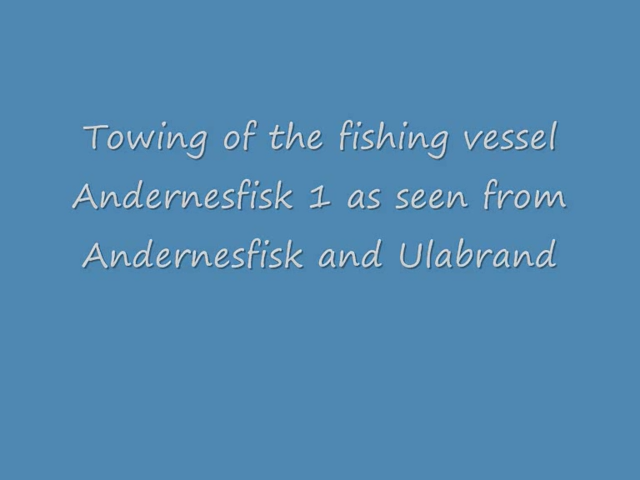 Towing of the fishing vessel
Andernesfisk 1 as seen from
Andernesfisk and Ulabrand